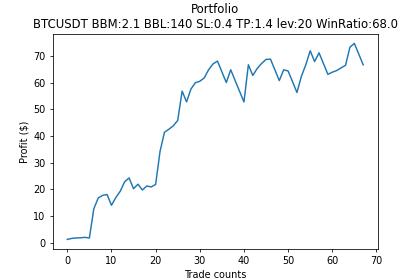 Portfolio
BTCUSDT BBM:2.1 BBL:140 SL:0.4 TP:1.4 lev:20 WinRatio:68.0
Profit ($)
70
60
50
40
30
20
10
0
0 10 20 30 40 50 60 70
Trade counts